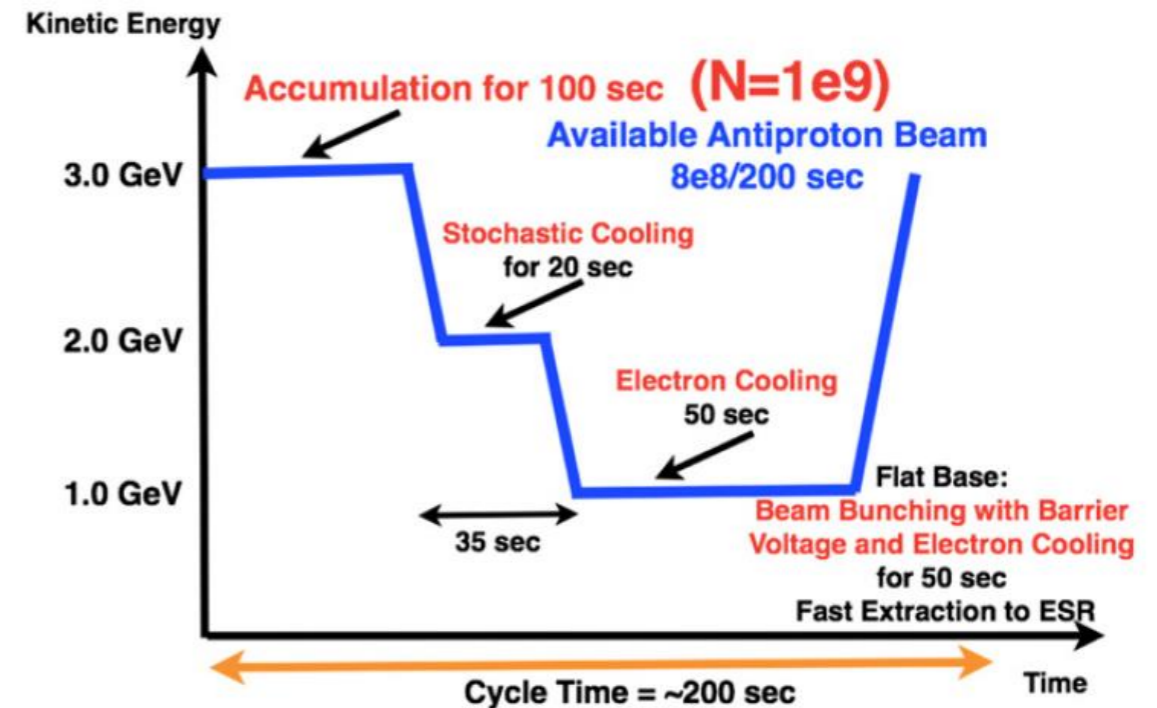 Kinetic Energy
Accumulation for 100 sec (N=1e9)
Available Antiproton Beam
8e8/200 sec
3.0 GeV
Stochastic Cooling
for 20 sec
2.0 GeV
Electron Cooling
50 sec
1.0 GeV
Flat Base:
Beam Bunching with Barrier
Voltage and Electron Cooling
for 50 sec
Fast Extraction to ESR
35 sec
Cycle Time = ~200 sec
Time